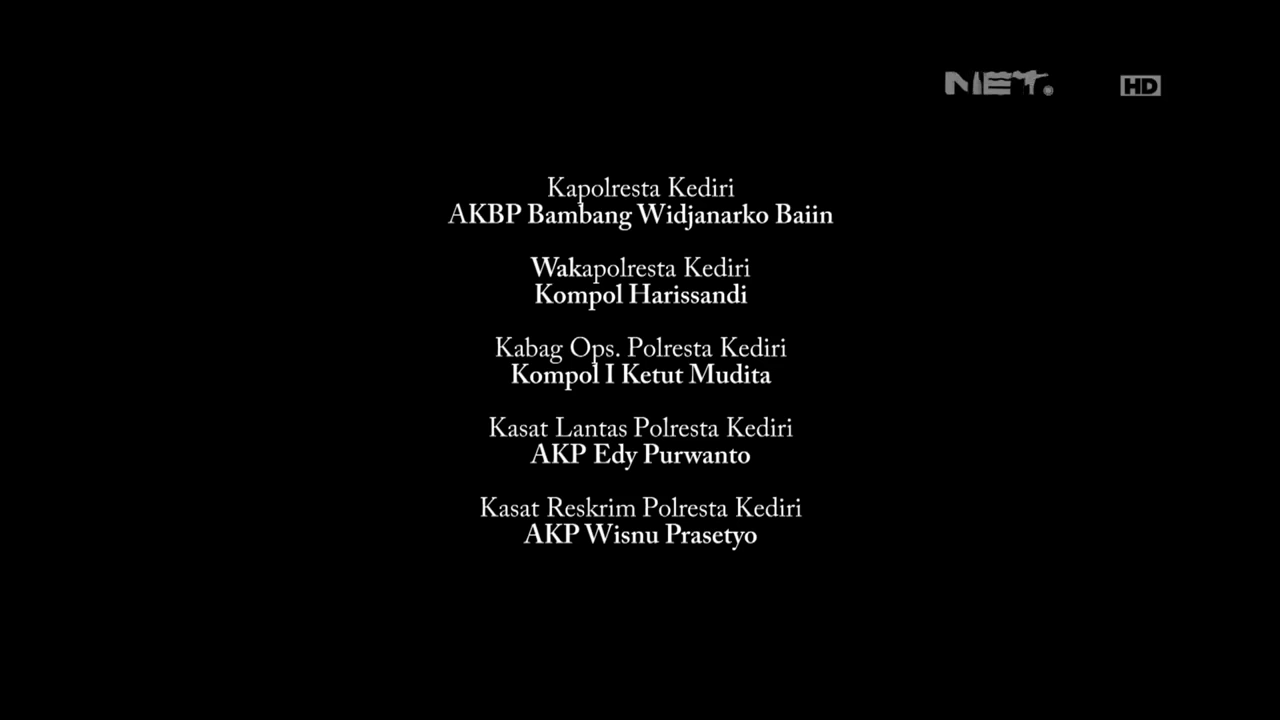 NET.
HD
Kapolresta Kediri
AKBP Bambang Widjanarko Baiin
Wakapolresta Kediri
Kompol Harissandi
Kabag Ops. Polresta Kediri
Kompol I Ketut Mudita
Kasat Lantas Polresta Kediri
AKP Edy Purwanto
Kasat Reskrim Polresta Kediri
AKP Wisnu Prasetyo